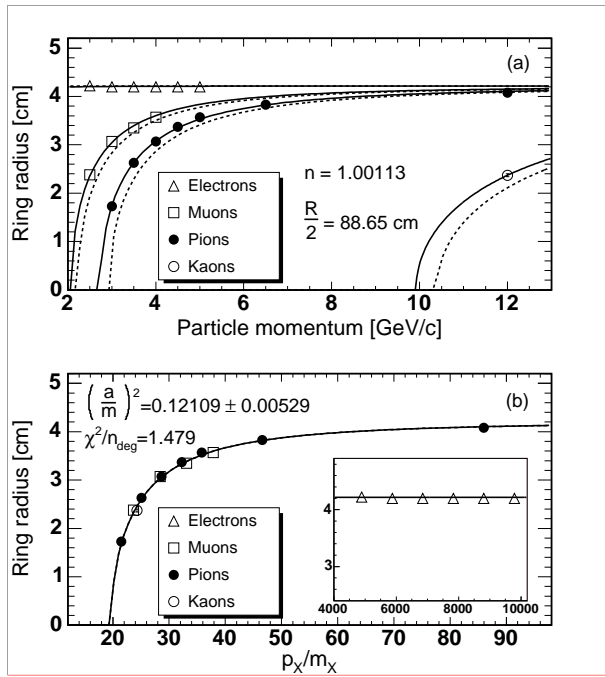 (a)
Ring radius [cm]
5
4
3
2
1
0
Electrons
Muons
Pions
Kaons
n = 1.00113
R/2 = 88.65 cm
2 4 6 8 10 12
Particle momentum [GeV/c]
(b)
Ring radius [cm]
5
4
3
2
1
0
(a/m)²=0.12109 ± 0.00529
χ²/n_deg=1.479
Electrons
Muons
Pions
Kaons
4
3
4000 6000 8000 10000
20 30 40 50 60 70 80 90
p_X/m_X